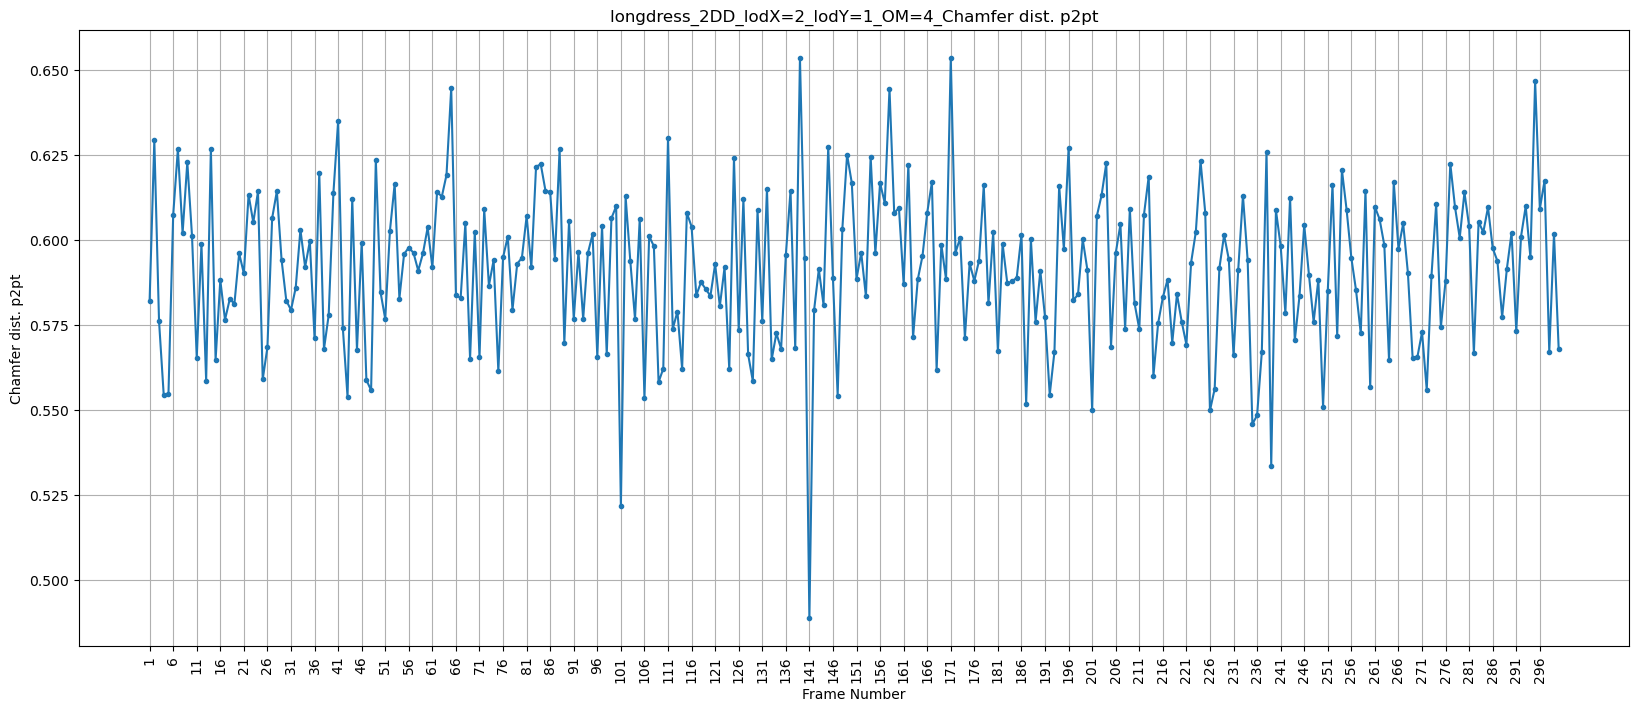 longdress_2DD_lodX=2_lodY=1_OM=4_Chamfer dist. p2pt
0.650
0.625
0.600
0.575
0.550
0.525
0.500
Chamfer dist. p2pt
1 6 11 16 21 26 31 36 41 46 51 56 61 66 71 76 81 86 91 96 101 106 111 116 121 126 131 136 141 146 151 156 161 166 171 176 181 186 191 196 201 206 211 216 221 226 231 236 241 246 251 256 261 266 271 276 281 286 291 296
Frame Number